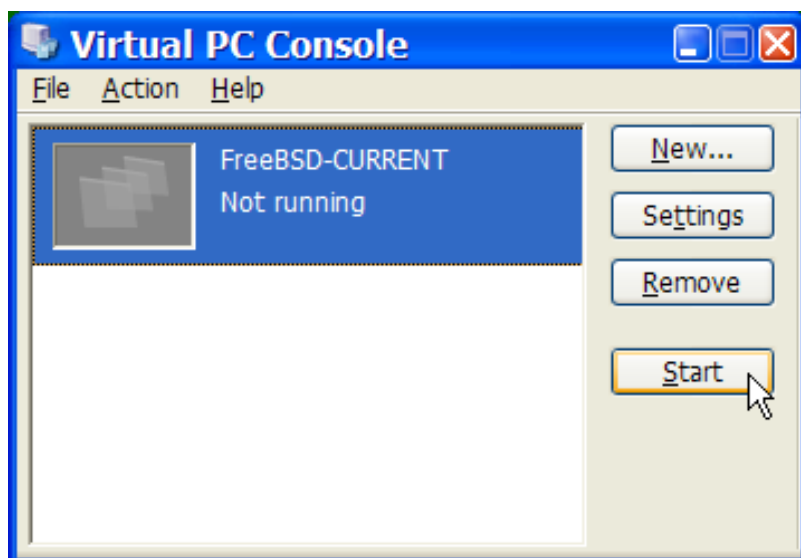 Virtual PC Console
File Action Help
FreeBSD-CURRENT
Not running
New...
Settings
Remove
Start